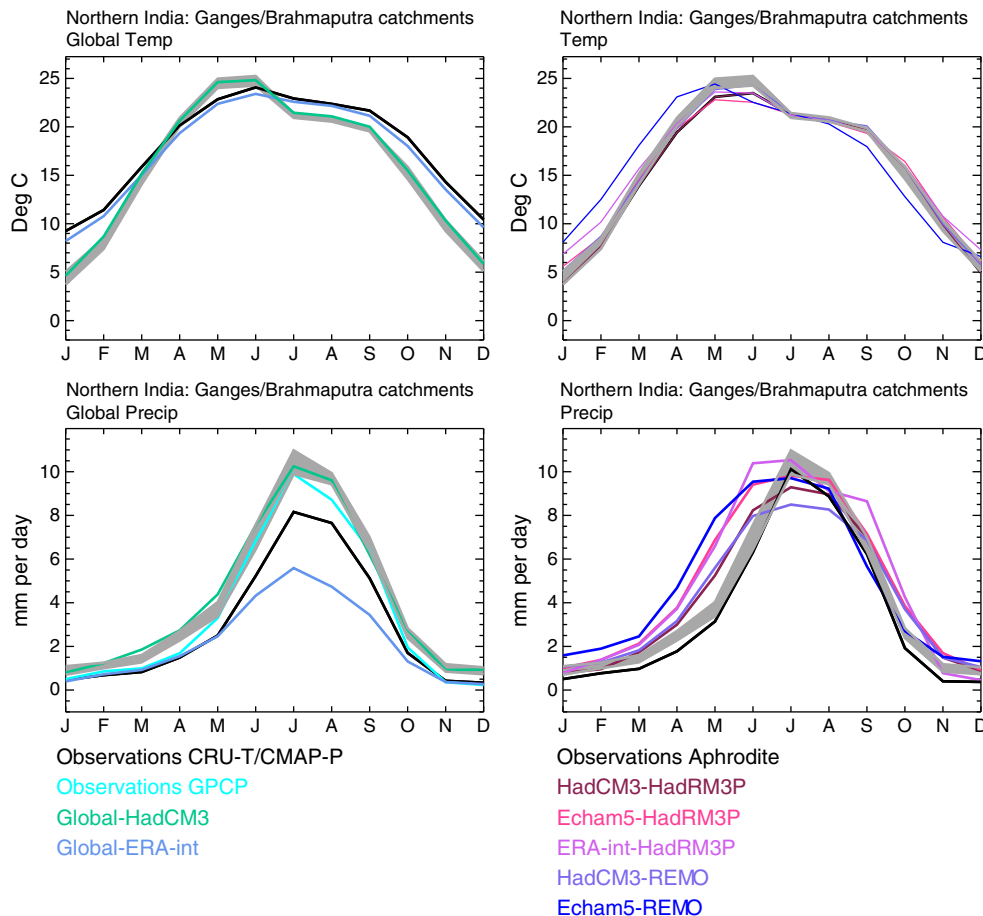 Northern India: Ganges/Brahmaputra catchments
Global Temp
Deg C
25
20
15
10
5
0
J F M A M J J A S O N D
Northern India: Ganges/Brahmaputra catchments
Temp
Deg C
25
20
15
10
5
0
J F M A M J J A S O N D
Northern India: Ganges/Brahmaputra catchments
Global Precip
mm per day
10
8
6
4
2
0
J F M A M J J A S O N D
Northern India: Ganges/Brahmaputra catchments
Precip
mm per day
10
8
6
4
2
0
J F M A M J J A S O N D
Observations CRU-T/CMAP-P
Observations GPCP
Global-HadCM3
Global-ERA-int
Observations Aphrodite
HadCM3-HadRM3P
Echam5-HadRM3P
ERA-int-HadRM3P
HadCM3-REMO
Echam5-REMO